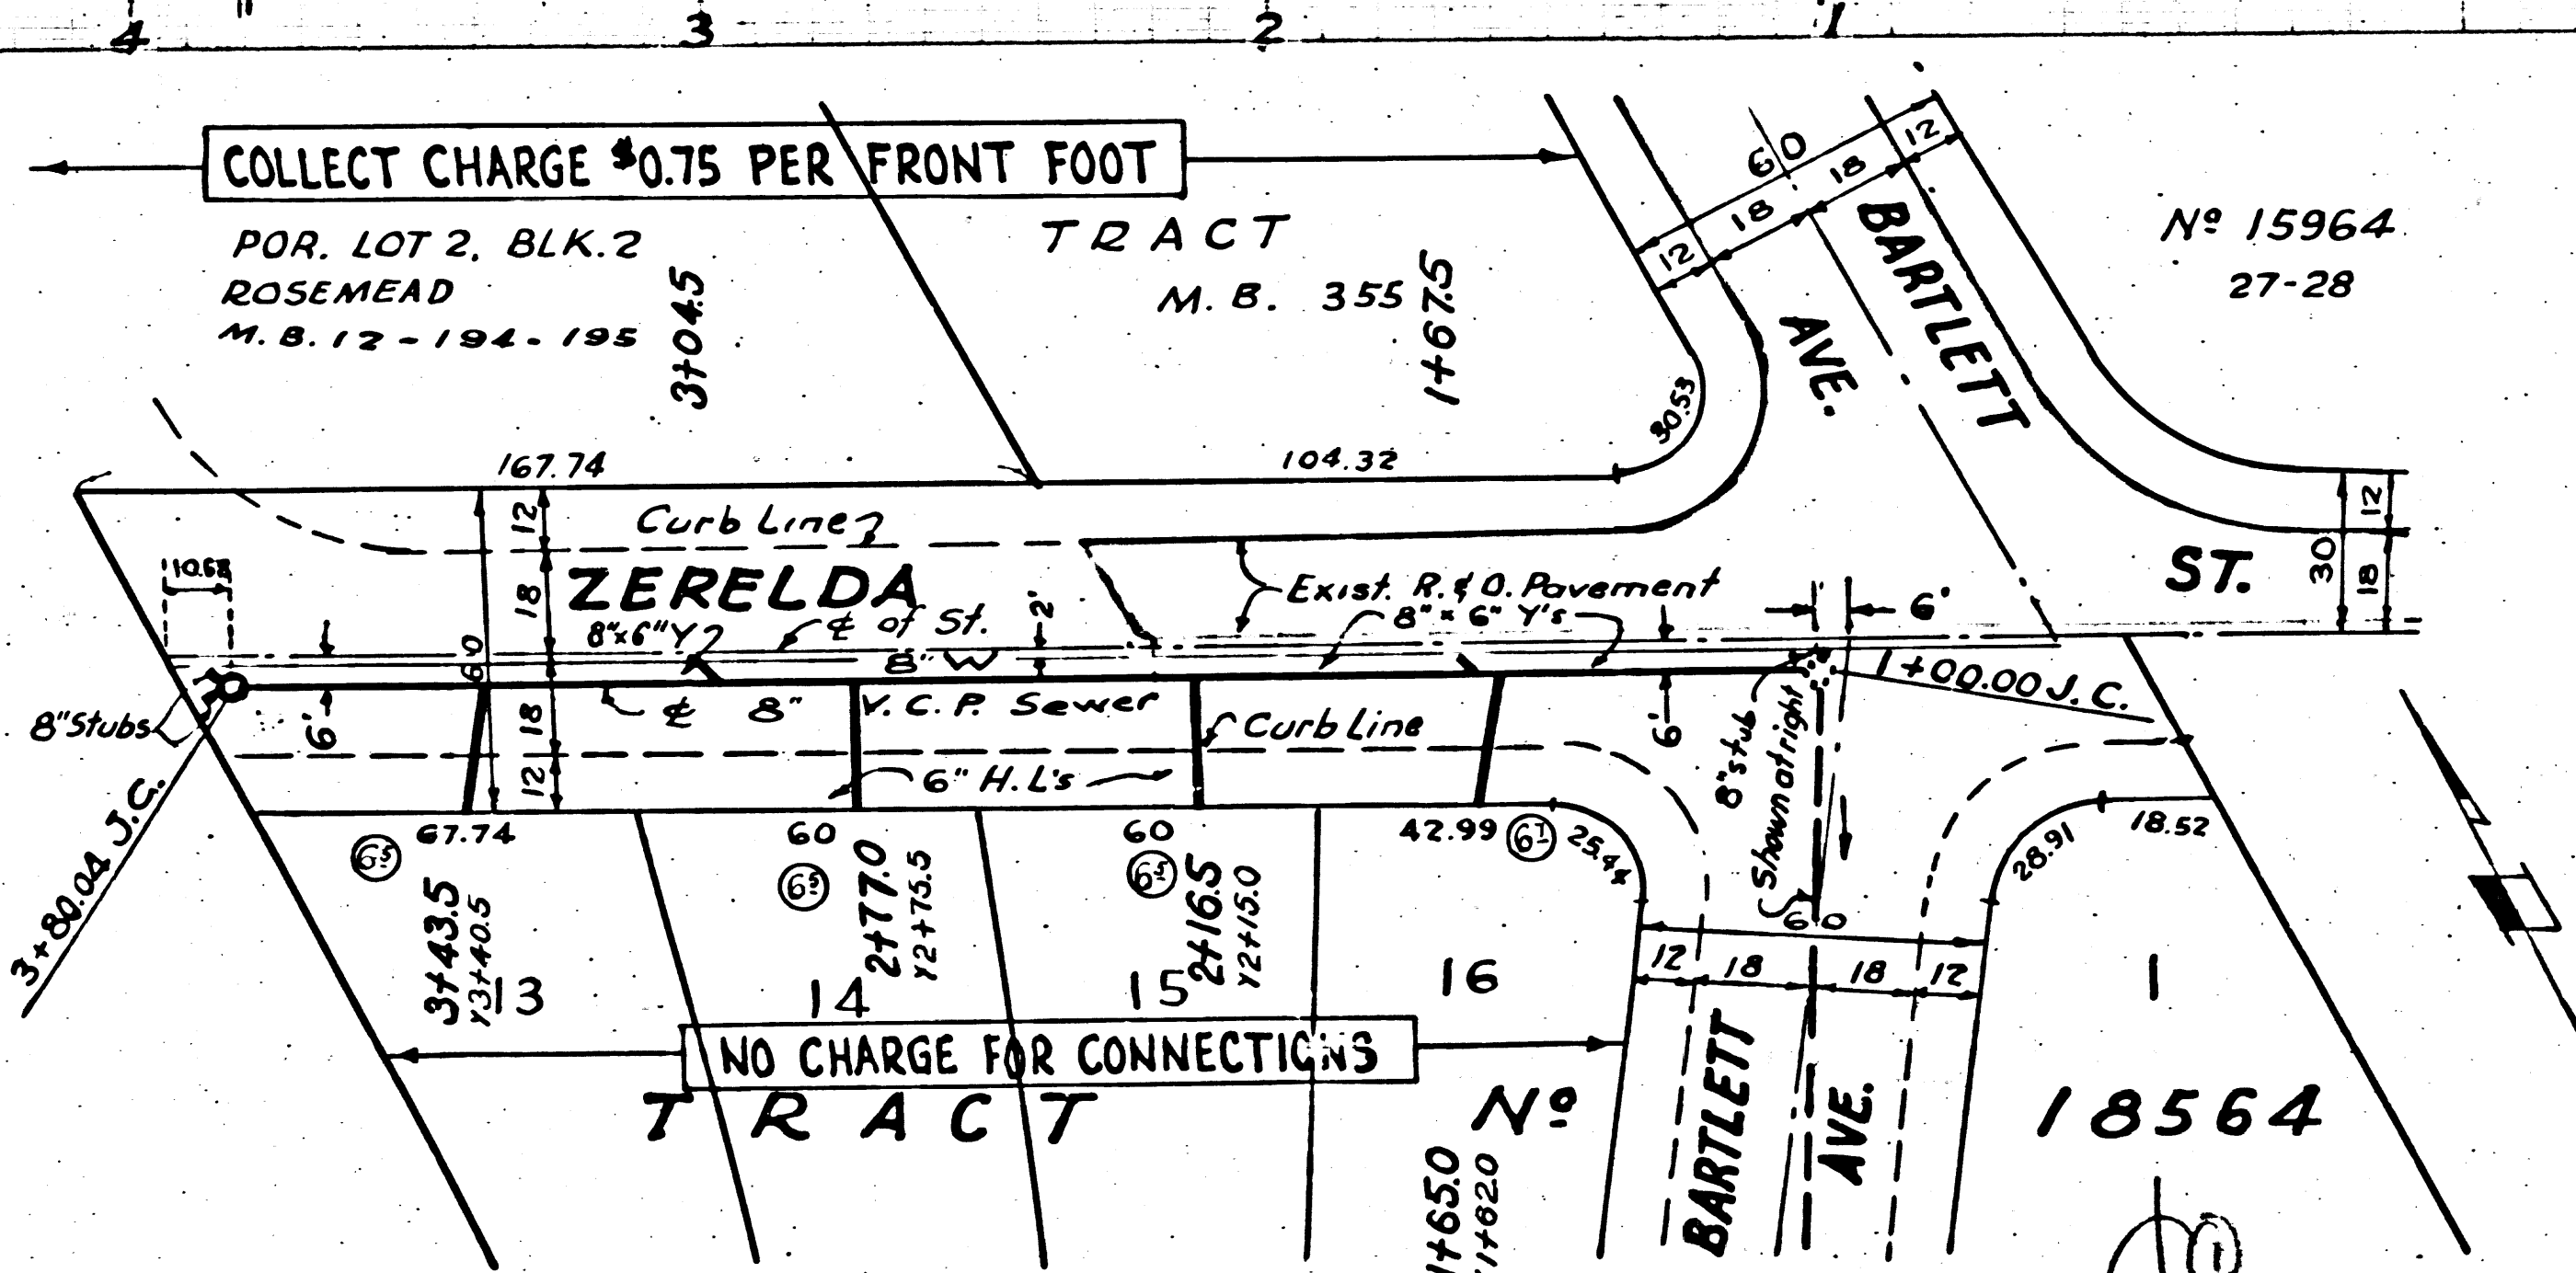 4 3 2 1
COLLECT CHARGE $0.75 PER FRONT FOOT
POR. LOT 2, BLK. 2
ROSEMEAD
M. B. 12 - 194 - 195
3+04.5
TRACT
M. B. 355
1+67.5
Nº 15964
27-28
60
12 18 18 12
BARTLETT
AVE.
30.53
167.74
104.32
Curb Line
12
18
60
18
12
10.68
ZERELDA
ST.
30
12
18
8"x6" Y
℄ of St.
2'
8" W
Exist. R. & O. Pavement
8" x 6" Y's
6'
1+00.00 J. C.
8" Stubs
6'
3+80.04 J. C.
℄ 8" V. C. P. Sewer
Curb Line
6'
8" stub
Shown at right
6" H.L's
67.74
60
60
42.99
25.44
28.91
18.52
3+43.5
Y3+40.5
13
2+77.0
Y2+75.5
14
2+16.5
Y2+15.0
15
16
60
12 18 18 12
1
NO CHARGE FOR CONNECTIONS
TRACT Nº 18564
1+65.0
1+62.0
BARTLETT
AVE.